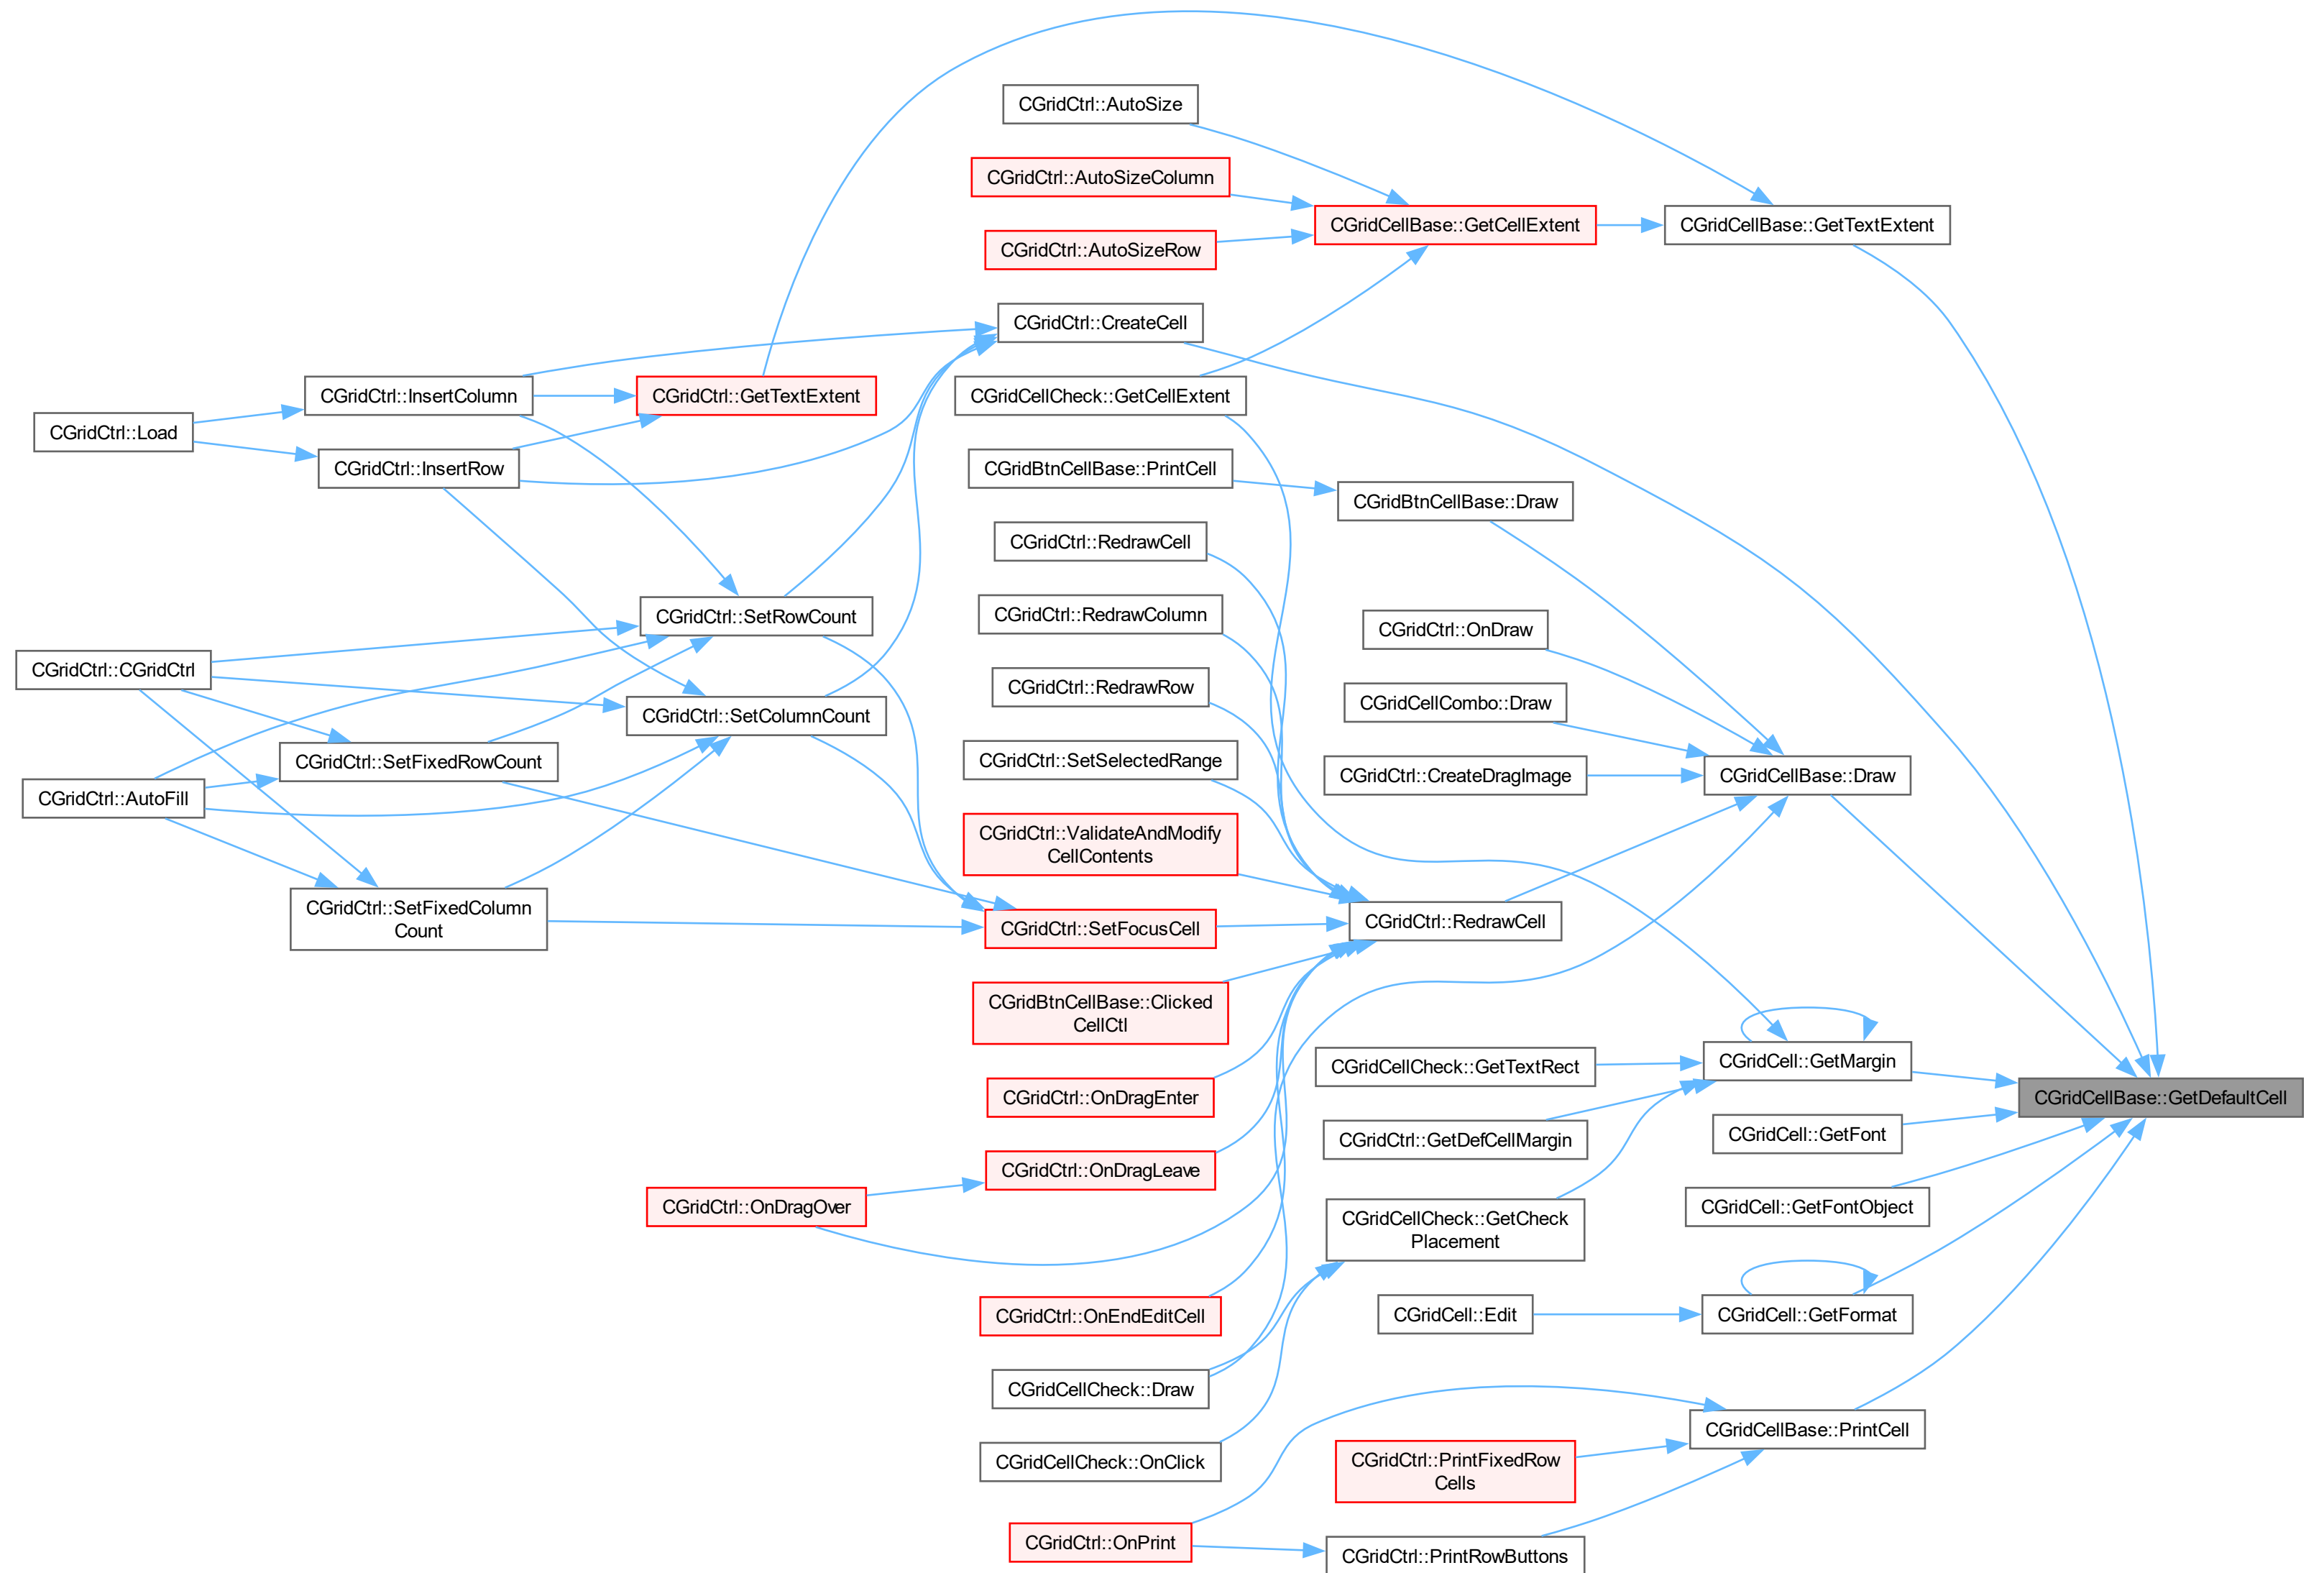 CGridCtrl::AutoSize
CGridCtrl::AutoSizeColumn
CGridCellBase::GetCellExtent
CGridCellBase::GetTextExtent
CGridCtrl::AutoSizeRow
CGridCtrl::CreateCell
CGridCtrl::InsertColumn
CGridCtrl::GetTextExtent
CGridCellCheck::GetCellExtent
CGridCtrl::Load
CGridCtrl::InsertRow
CGridBtnCellBase::PrintCell
CGridBtnCellBase::Draw
CGridCtrl::RedrawCell
CGridCtrl::SetRowCount
CGridCtrl::RedrawColumn
CGridCtrl::OnDraw
CGridCtrl::CGridCtrl
CGridCtrl::RedrawRow
CGridCellCombo::Draw
CGridCtrl::SetColumnCount
CGridCtrl::SetFixedRowCount
CGridCtrl::SetSelectedRange
CGridCtrl::CreateDragImage
CGridCellBase::Draw
CGridCtrl::AutoFill
CGridCtrl::ValidateAndModify
CellContents
CGridCtrl::SetFixedColumn
Count
CGridCtrl::SetFocusCell
CGridCtrl::RedrawCell
CGridBtnCellBase::Clicked
CellCtl
CGridCellCheck::GetTextRect
CGridCell::GetMargin
CGridCtrl::OnDragEnter
CGridCellBase::GetDefaultCell
CGridCtrl::GetDefCellMargin
CGridCell::GetFont
CGridCtrl::OnDragLeave
CGridCtrl::OnDragOver
CGridCell::GetFontObject
CGridCellCheck::GetCheck
Placement
CGridCtrl::OnEndEditCell
CGridCell::Edit
CGridCell::GetFormat
CGridCellCheck::Draw
CGridCellBase::PrintCell
CGridCellCheck::OnClick
CGridCtrl::PrintFixedRow
Cells
CGridCtrl::OnPrint
CGridCtrl::PrintRowButtons